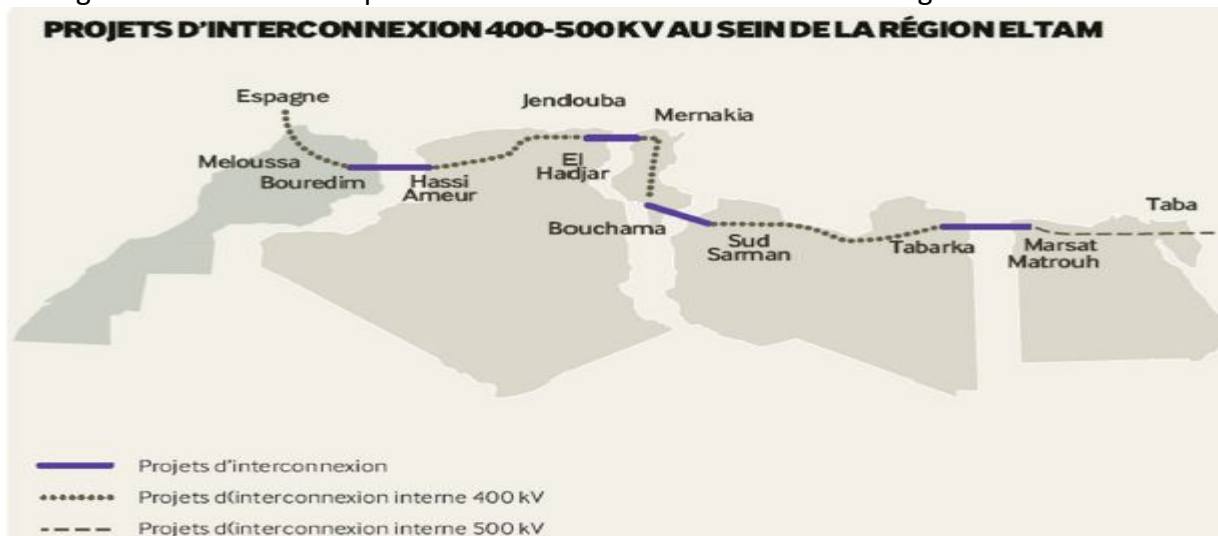 PROJETS D'INTERCONNEXION 400-500 KV AU SEIN DE LA RÉGION ELTAM
Espagne
Jendouba
Mernakia
Meloussa
Bouredim
Hassi
Ameur
El
Hadjar
Bouchama
Sud
Sarman
Tabarka
Marsat
Matrouh
Taba
Projets d'interconnexion
Projets d(interconnexion interne 400 kV
Projets d(interconnexion interne 500 kV